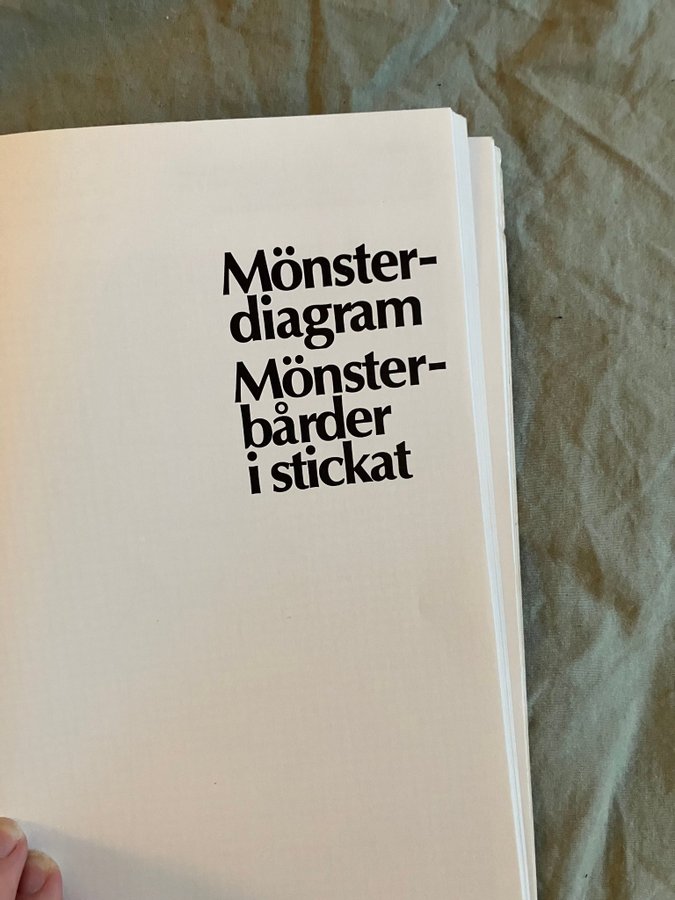 Mönster-
diagram
Mönster-
bårder
i stickat